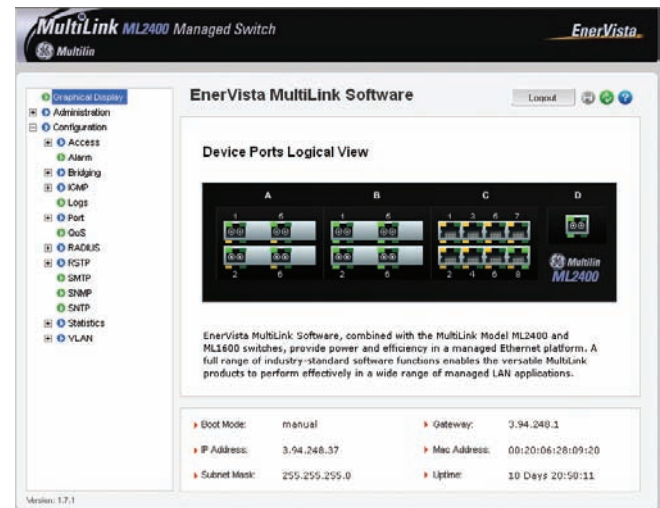 MultiLink ML2400 Managed Switch
Multilin
EnerVista
Graphical Display
Administration
Configuration
Access
Alarm
Bridging
IGMP
Logs
Port
QoS
RADIUS
RSTP
SMTP
SNMP
SNTP
Statistics
VLAN
EnerVista MultiLink Software
Logout
Device Ports Logical View
A B C D
1 5 1 5 1 3 5 7
2 6 2 6 2 4 6 8
Multilin
ML2400
EnerVista MultiLink Software, combined with the MultiLink Model ML2400 and
ML1600 switches, provide power and efficiency in a managed Ethernet platform. A
full range of industry-standard software functions enables the versatile MultiLink
products to perform effectively in a wide range of managed LAN applications.
Boot Mode: manual Gateway: 3.94.248.1
IP Address: 3.94.248.37 Mac Address: 00:20:06:28:09:20
Subnet Mask: 255.255.255.0 Uptime: 10 Days 20:50:11
Version: 1.7.1